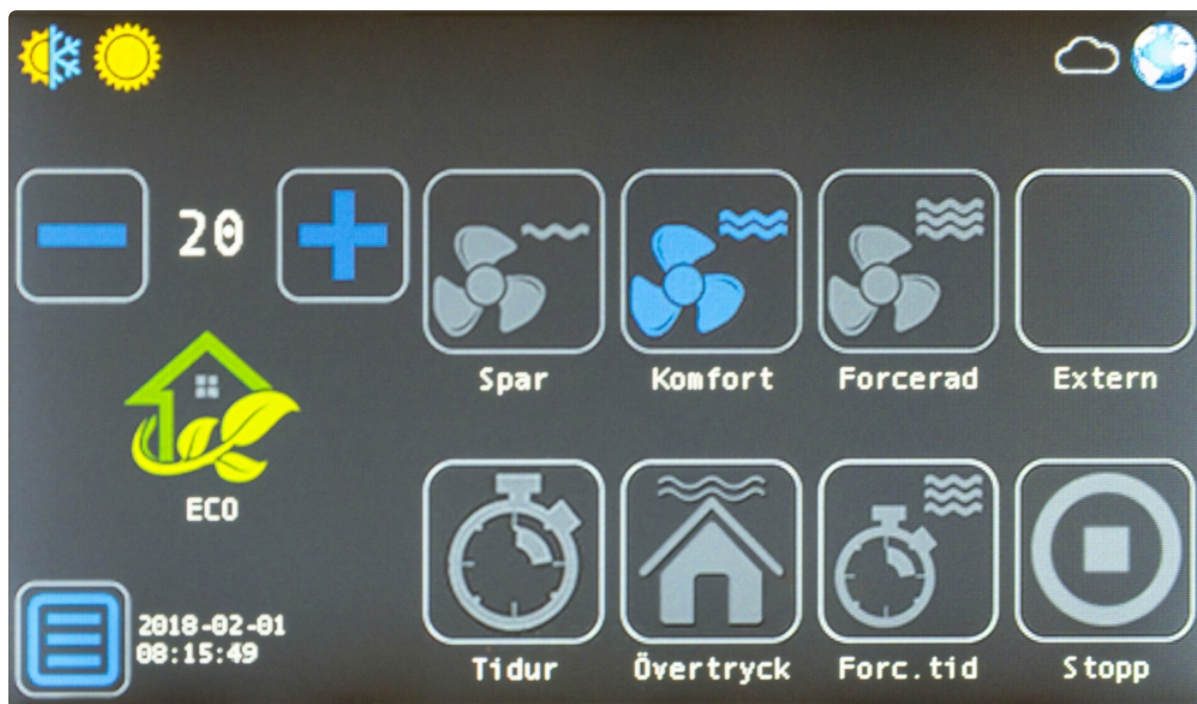 20
Spar
Komfort
Forcerad
Extern
ECO
2018-02-01
08:15:49
Tidur
Övertryck
Forc.tid
Stopp